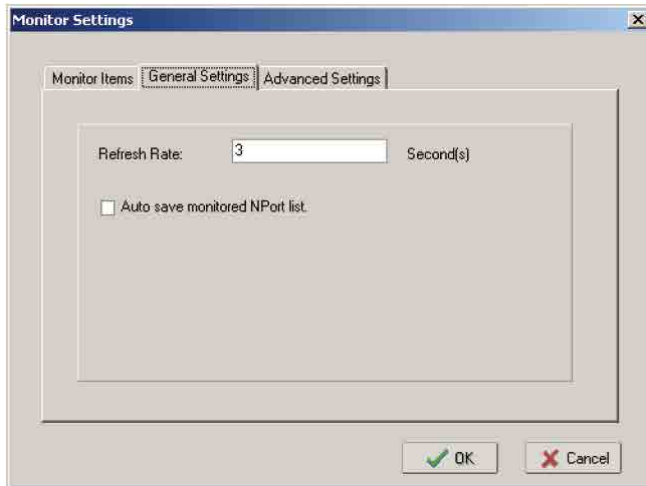 Monitor Settings
Monitor Items General Settings Advanced Settings
Refresh Rate: 3 Second(s)
Auto save monitored NPort list.
OK Cancel